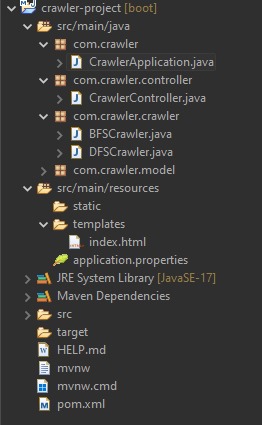 crawler-project [boot]
src/main/java
com.crawler
CrawlerApplication.java
com.crawler.controller
CrawlerController.java
com.crawler.crawler
BFSCrawler.java
DFSCrawler.java
com.crawler.model
src/main/resources
static
templates
index.html
application.properties
JRE System Library [JavaSE-17]
Maven Dependencies
src
target
HELP.md
mvnw
mvnw.cmd
pom.xml